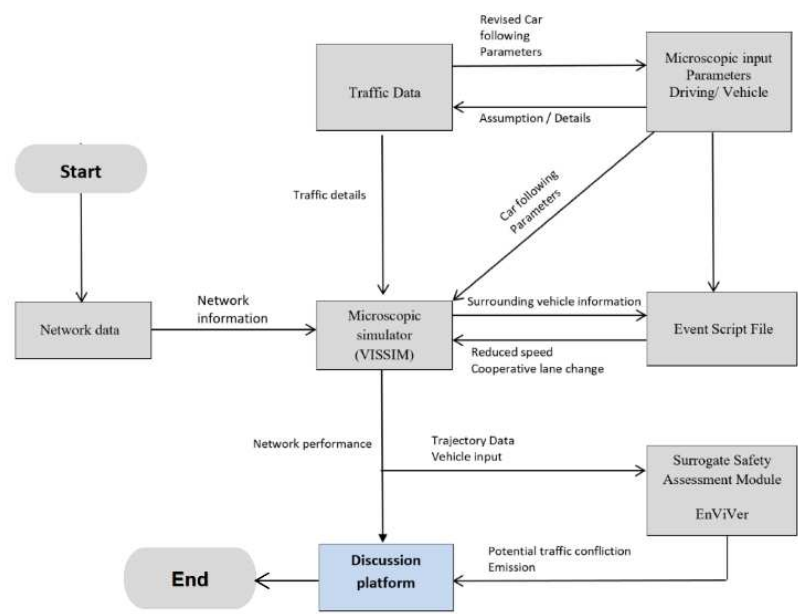 Revised Car
following
Parameters
Traffic Data
Microscopic input
Parameters
Driving/ Vehicle
Assumption / Details
Start
Traffic details
Car following
Parameters
Network data
Network
information
Microscopic
simulator
(VISSIM)
Surrounding vehicle information
Event Script File
Reduced speed
Cooperative lane change
Network performance
Trajectory Data
Vehicle input
Surrogate Safety
Assessment Module
EnViVer
Discussion
platform
Potential traffic confliction
Emission
End